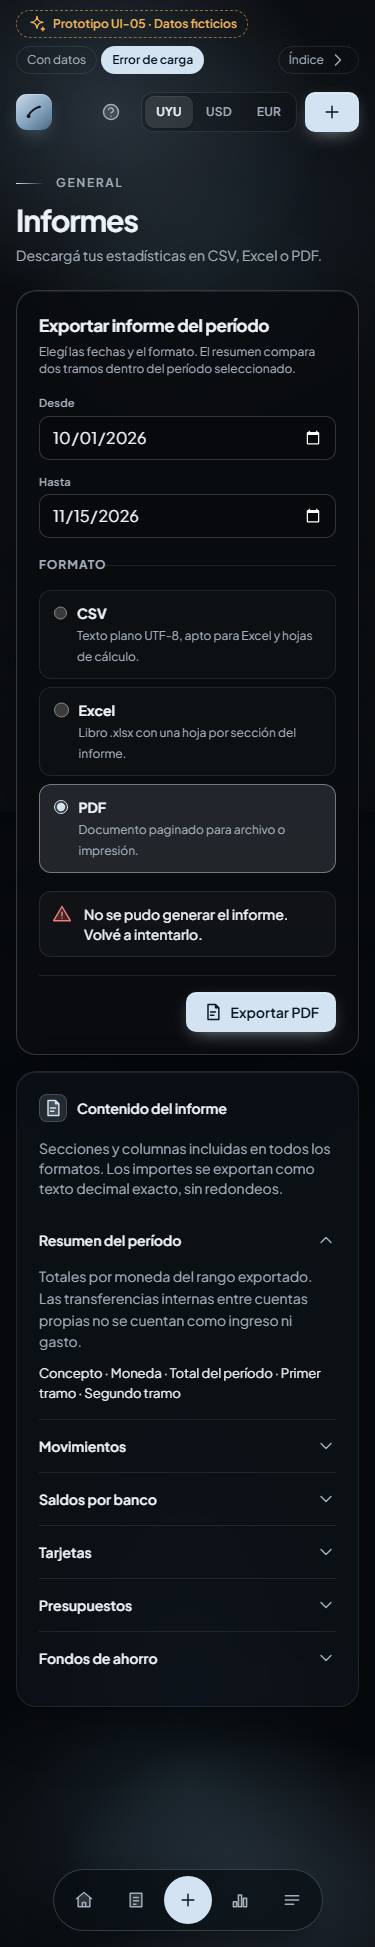 Prototipo UI-05 · Datos ficticios
Con datos
Error de carga
Índice
UYU
USD
EUR
GENERAL
Informes
Descargá tus estadísticas en CSV, Excel o PDF.
Exportar informe del período
Elegí las fechas y el formato. El resumen compara
dos tramos dentro del período seleccionado.
Desde
10/01/2026
Hasta
11/15/2026
FORMATO
CSV
Texto plano UTF-8, apto para Excel y hojas
de cálculo.
Excel
Libro .xlsx con una hoja por sección del
informe.
PDF
Documento paginado para archivo o
impresión.
No se pudo generar el informe.
Volvé a intentarlo.
Exportar PDF
Contenido del informe
Secciones y columnas incluidas en todos los
formatos. Los importes se exportan como
texto decimal exacto, sin redondeos.
Resumen del período
Totales por moneda del rango exportado.
Las transferencias internas entre cuentas
propias no se cuentan como ingreso ni
gasto.
Concepto · Moneda · Total del período · Primer
tramo · Segundo tramo
Movimientos
Saldos por banco
Tarjetas
Presupuestos
Fondos de ahorro